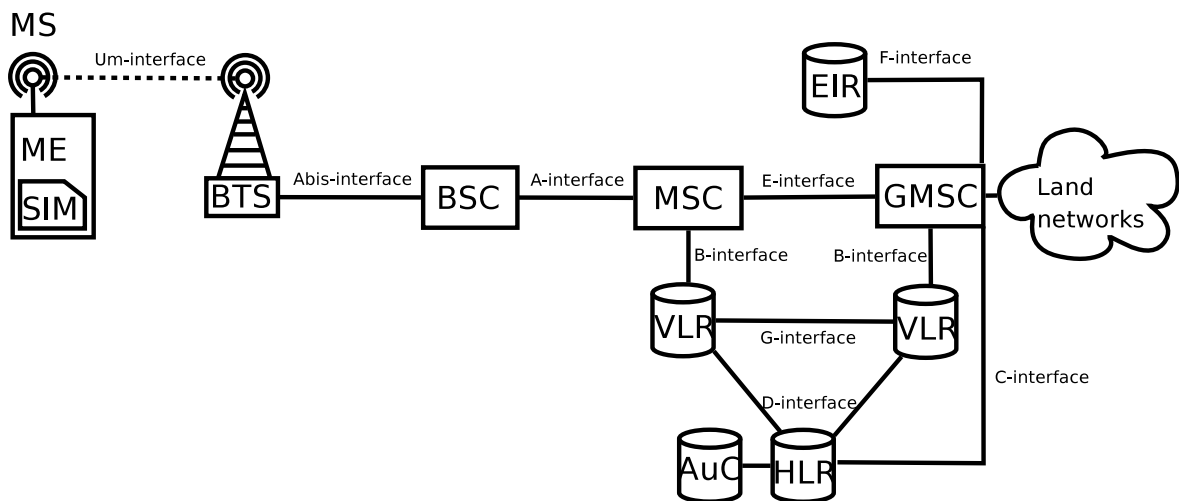 MS
Um-interface
F-interface
EIR
ME
SIM
BTS
Abis-interface
BSC
A-interface
MSC
E-interface
GMSC
Land
networks
B-interface
B-interface
VLR
G-interface
VLR
C-interface
D-interface
AuC
HLR